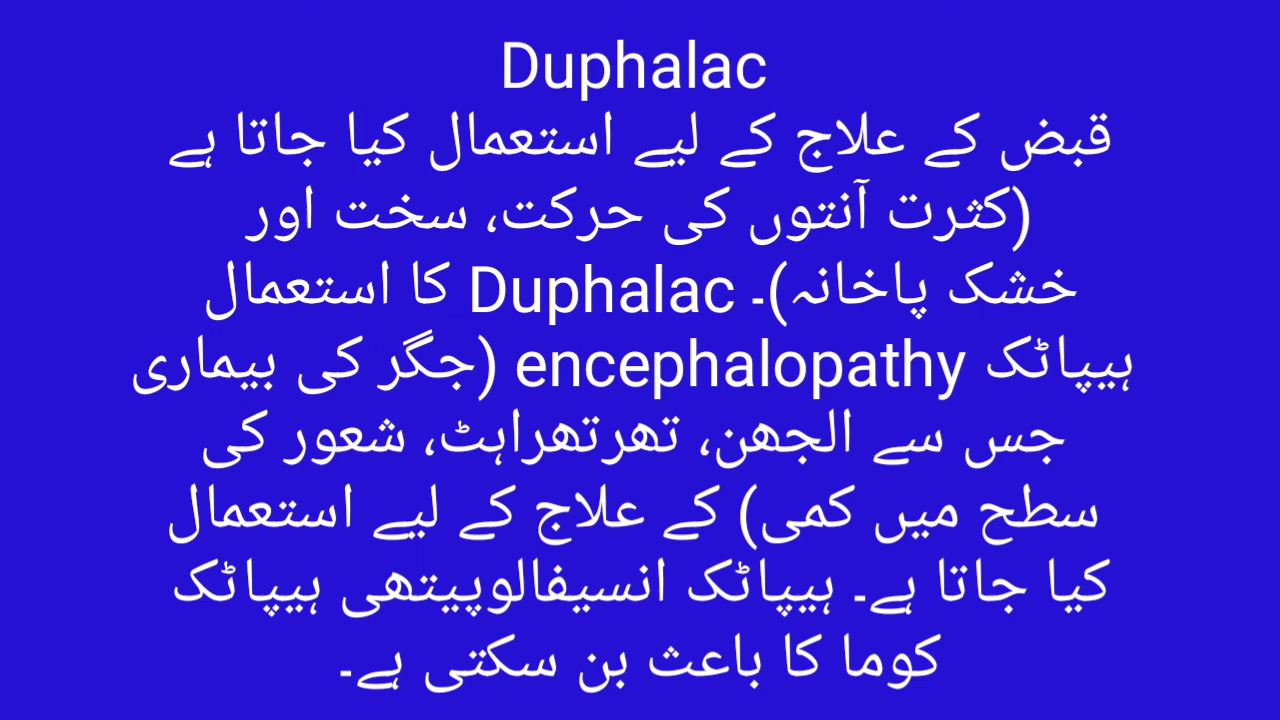 Duphalac
قبض کے علاج کے لیے استعمال کیا جاتا ہے
(کثرت آنتوں کی حرکت، سخت اور
خشک پاخانہ)۔ Duphalac کا استعمال
ہیپاٹک encephalopathy (جگر کی بیماری
جس سے الجھن، تھرتھراہٹ، شعور کی
سطح میں کمی) کے علاج کے لیے استعمال
کیا جاتا ہے۔ ہیپاٹک انسیفالوپیتھی ہیپاٹک
کوما کا باعث بن سکتی ہے۔